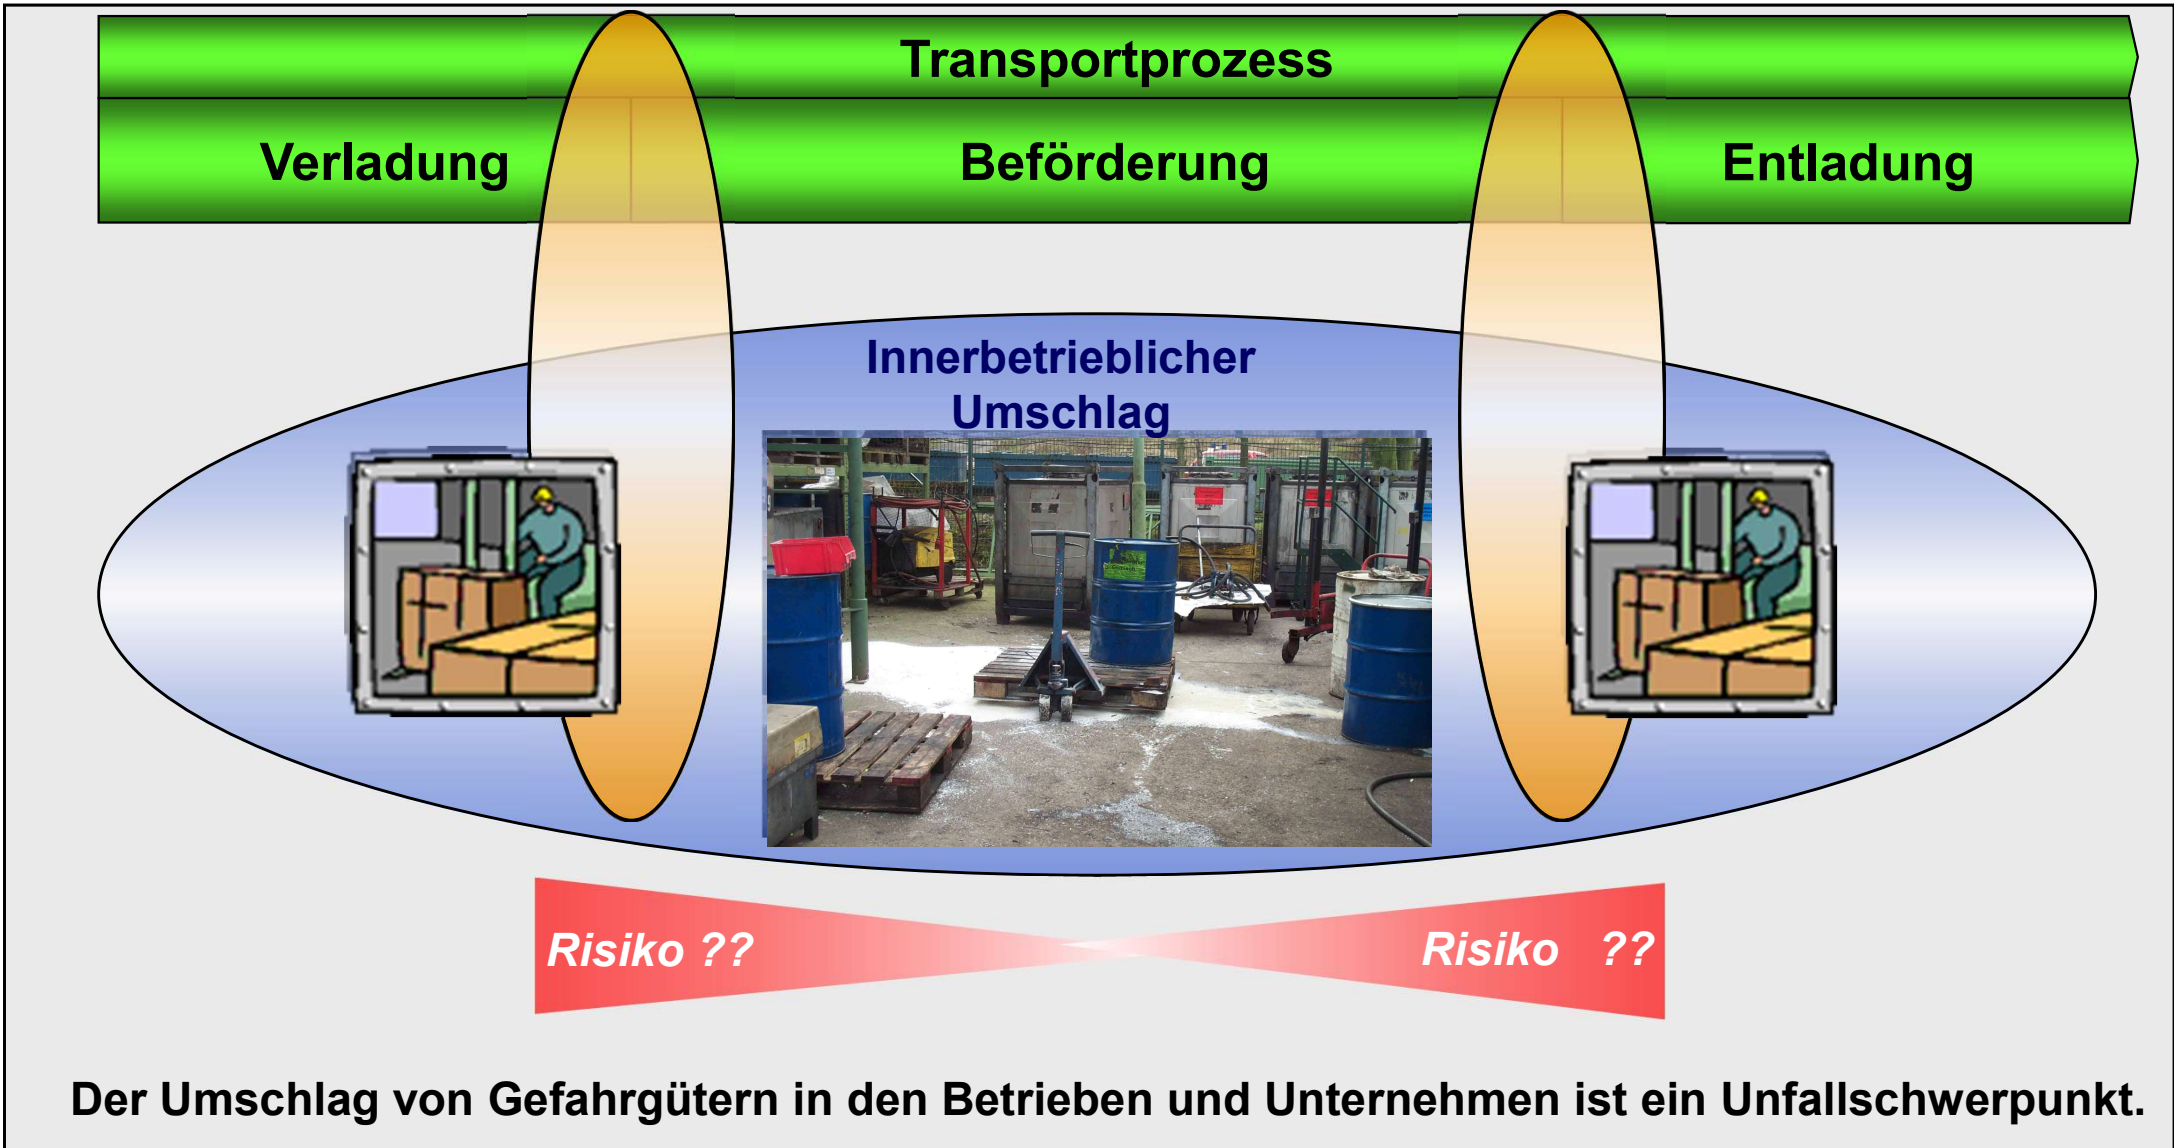 Transportprozess
Verladung
Beförderung
Entladung
Innerbetrieblicher
Umschlag
Risiko ??
Risiko ??
Der Umschlag von Gefahrgütern in den Betrieben und Unternehmen ist ein Unfallschwerpunkt.